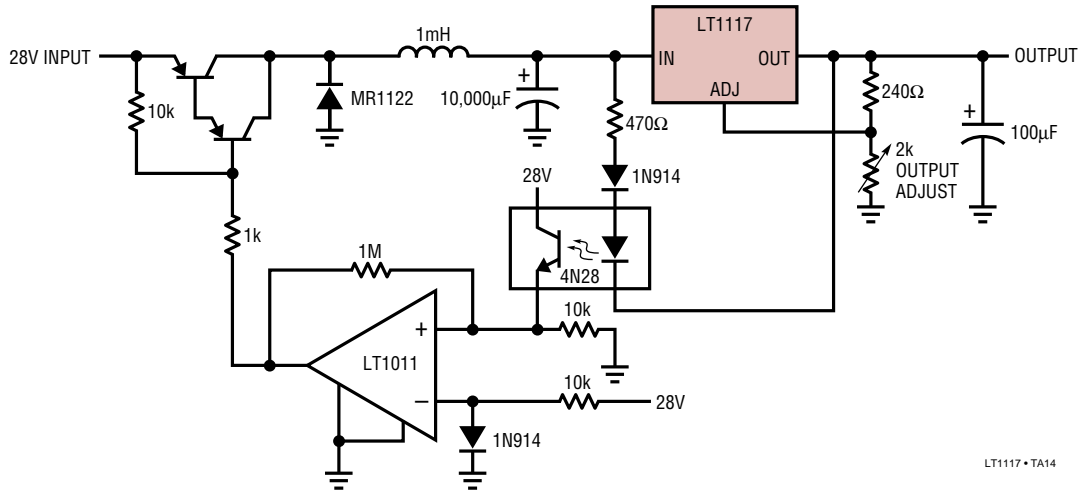 LT1117
1mH
28V INPUT
IN
OUT
OUTPUT
ADJ
240Ω
MR1122
10,000µF
+
10k
470Ω
+
100µF
2k
OUTPUT
ADJUST
28V
1N914
1k
1M
4N28
10k
+
LT1011
10k
–
28V
1N914
LT1117 • TA14